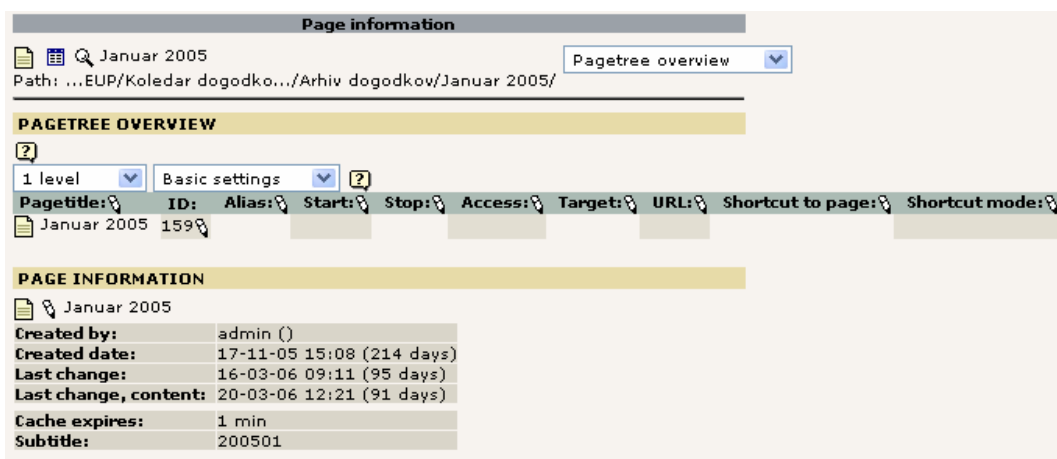 Page information
Januar 2005
Pagetree overview
Path: ...EUP/Koledar dogodko.../Arhiv dogodkov/Januar 2005/
PAGETREE OVERVIEW
?
1 level Basic settings ?
Pagetitle: ID: Alias: Start: Stop: Access: Target: URL: Shortcut to page: Shortcut mode:
Januar 2005 159
PAGE INFORMATION
Januar 2005
Created by: admin ()
Created date: 17-11-05 15:08 (214 days)
Last change: 16-03-06 09:11 (95 days)
Last change, content: 20-03-06 12:21 (91 days)
Cache expires: 1 min
Subtitle: 200501